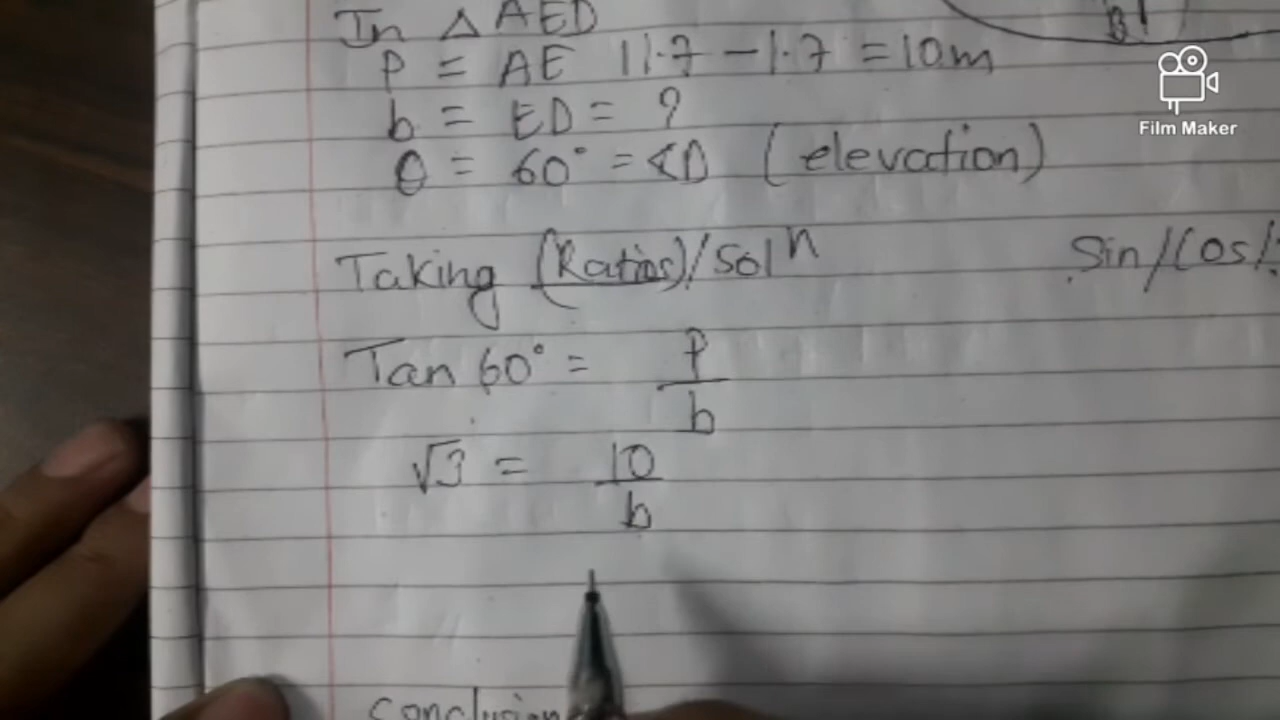 In △ AED
P = AE 11.7 - 1.7 = 10m
b = ED = ?
θ = 60° = ∢D (elevation)
Film Maker
Taking (Ratios)/Solⁿ Sin/Cos/
Tan 60° = P/b
√3 = 10/b
Conclusion